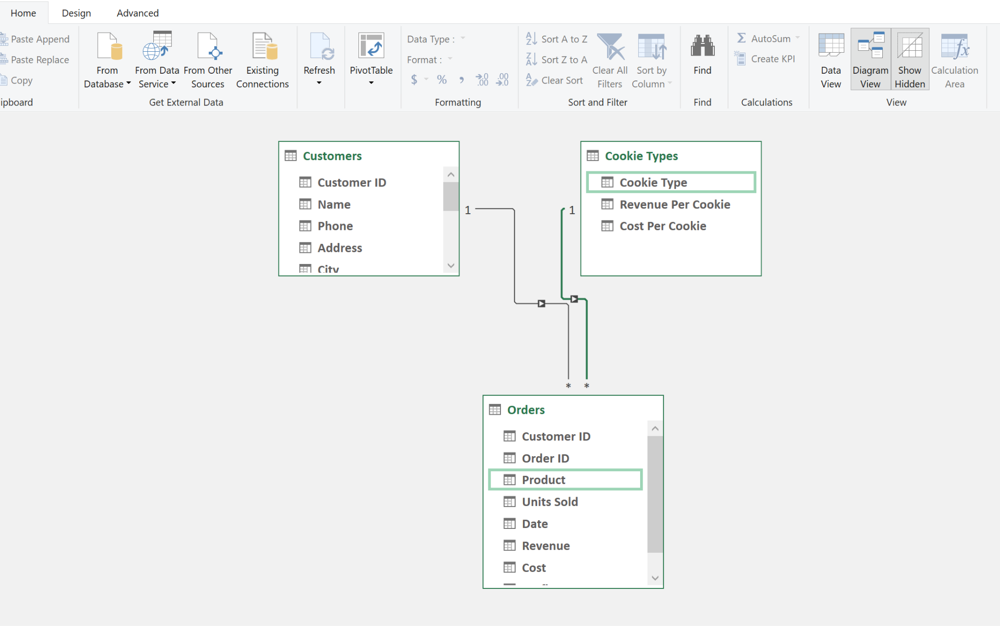 Home Design Advanced
Paste Append
Paste Replace
Copy
ipboard
From
Database
From Data
Service
From Other
Sources
Existing
Connections
Get External Data
Refresh
PivotTable
Data Type :
Format :
$ % , .0 .00 .00 .0
Formatting
Sort A to Z
Sort Z to A
Clear Sort
Clear All
Filters
Sort by
Column
Sort and Filter
Find
Find
AutoSum
Create KPI
Calculations
Data
View
Diagram
View
Show
Hidden
Calculation
Area
View
Customers
Customer ID
Name
Phone
Address
City
1
1
Cookie Types
Cookie Type
Revenue Per Cookie
Cost Per Cookie
* *
Orders
Customer ID
Order ID
Product
Units Sold
Date
Revenue
Cost